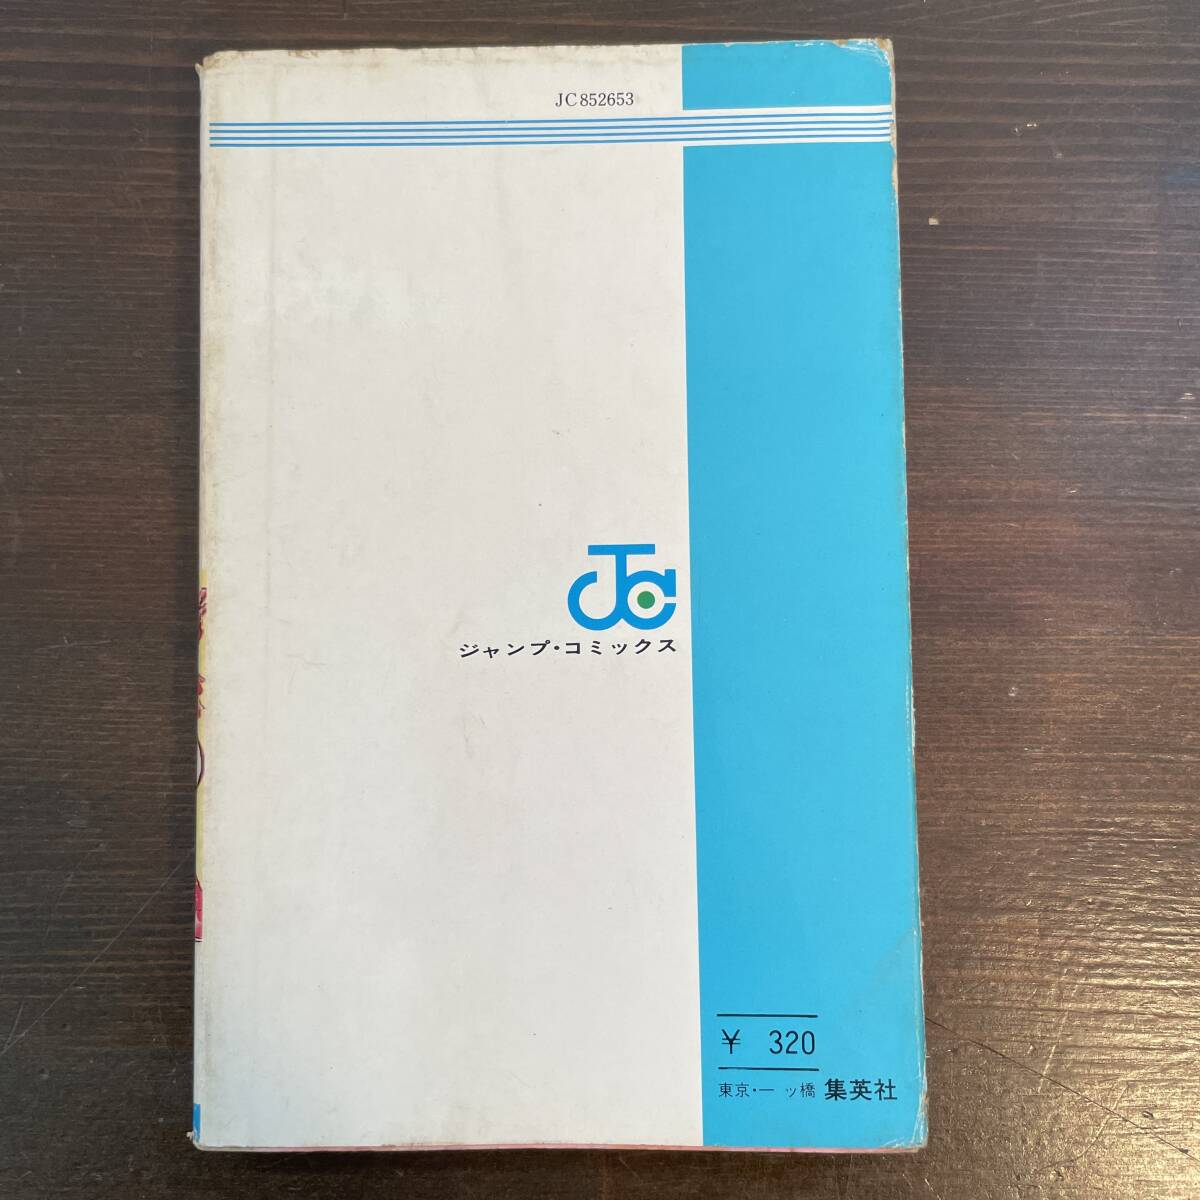 JC852653
JC
ジャンプ・コミックス
¥ 320
東京・一ッ橋 集英社